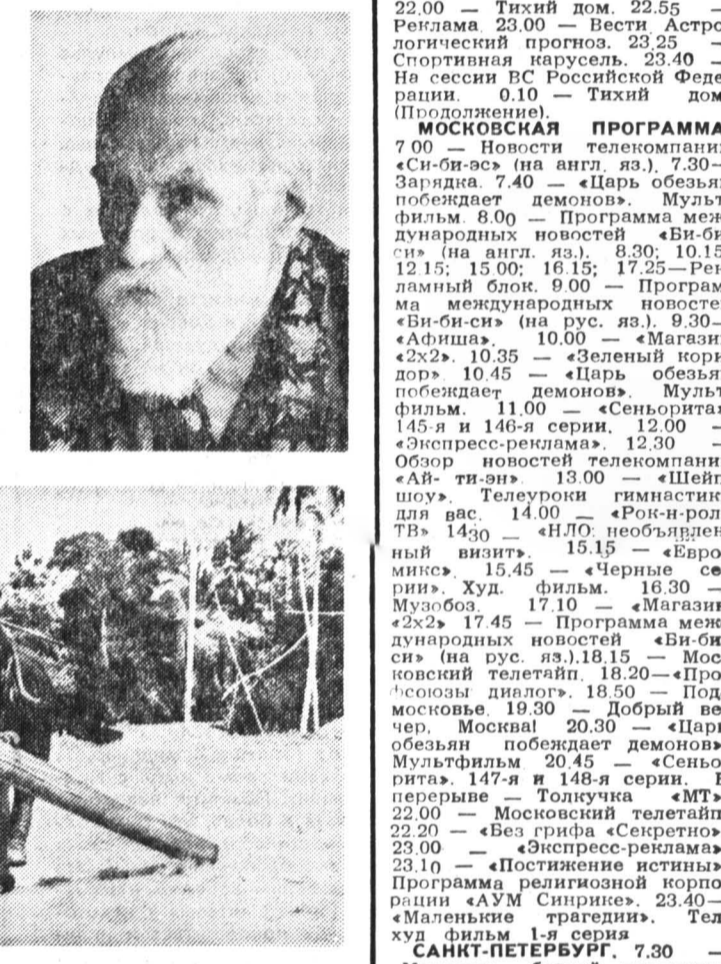 22.00 — Тихий дом. 22.55 —
Реклама. 23.00 — Вести. Астро
логический прогноз. 23.25 —
Спортивная карусель. 23.40 —
На сессии ВС Российской Феде
рации. 0.10 — Тихий дом
(Продолжение).
МОСКОВСКАЯ ПРОГРАММА
7 00 — Новости телекомпани
«Си-би-эс» (на англ. яз.). 7.30—
Зарядка. 7.40 — «Царь обезья
побеждает демонов». Мульт
фильм. 8.00 — Программа меж
дународных новостей «Би-би
си» (на англ. яз.). 8.30; 10.15
12.15; 15.00; 16.15; 17.25—Рек
ламный блок. 9.00 — Програм
ма международных новосте
«Би-би-си» (на рус. яз.). 9.30—
«Афиша». 10.00 — «Магази
«2х2». 10.35 — «Зеленый кори
дор». 10.45 — «Царь обезья
побеждает демонов». Мульт
фильм. 11.00 — «Сеньорита»
145-я и 146-я серии. 12.00 —
«Экспресс-реклама». 12.30 —
Обзор новостей телекомпани
«Ай- ти-эн». 13.00 — «Шейп
шоу». Телеуроки гимнастик
для вас. 14.00 — «Рок-н-рол
ТВ» 1430 — «НЛО: необъявлен
ный визит». 15.15 — «Евро
микс». 15.45 — «Черные се
рии». Худ. фильм. 16.30 —
Музобоз. 17.10 — «Магазин
«2х2» 17.45 — Программа меж
дународных новостей «Би-би
си» (на рус. яз.).18.15 — Мос
ковский телетайп. 18.20—«Про
фсоюзы диалог». 18.50 — Под
московье. 19.30 — Добрый ве
чер, Москва! 20.30 — «Царь
обезьян побеждает демонов»
Мультфильм 20.45 — «Сеньо
рита». 147-я и 148-я серии. В
перерыве — Толкучка «МТ»
22.00 — Московский телетайп
22.20 — «Без грифа «Секретно»
23.00 — «Экспресс-реклама»
23.10 — «Постижение истины»
Программа религиозной корпо
рации «АУМ Синрике». 23.40—
«Маленькие трагедии». Тел
худ фильм 1-я серия
САНКТ-ПЕТЕРБУРГ. 7.30 —